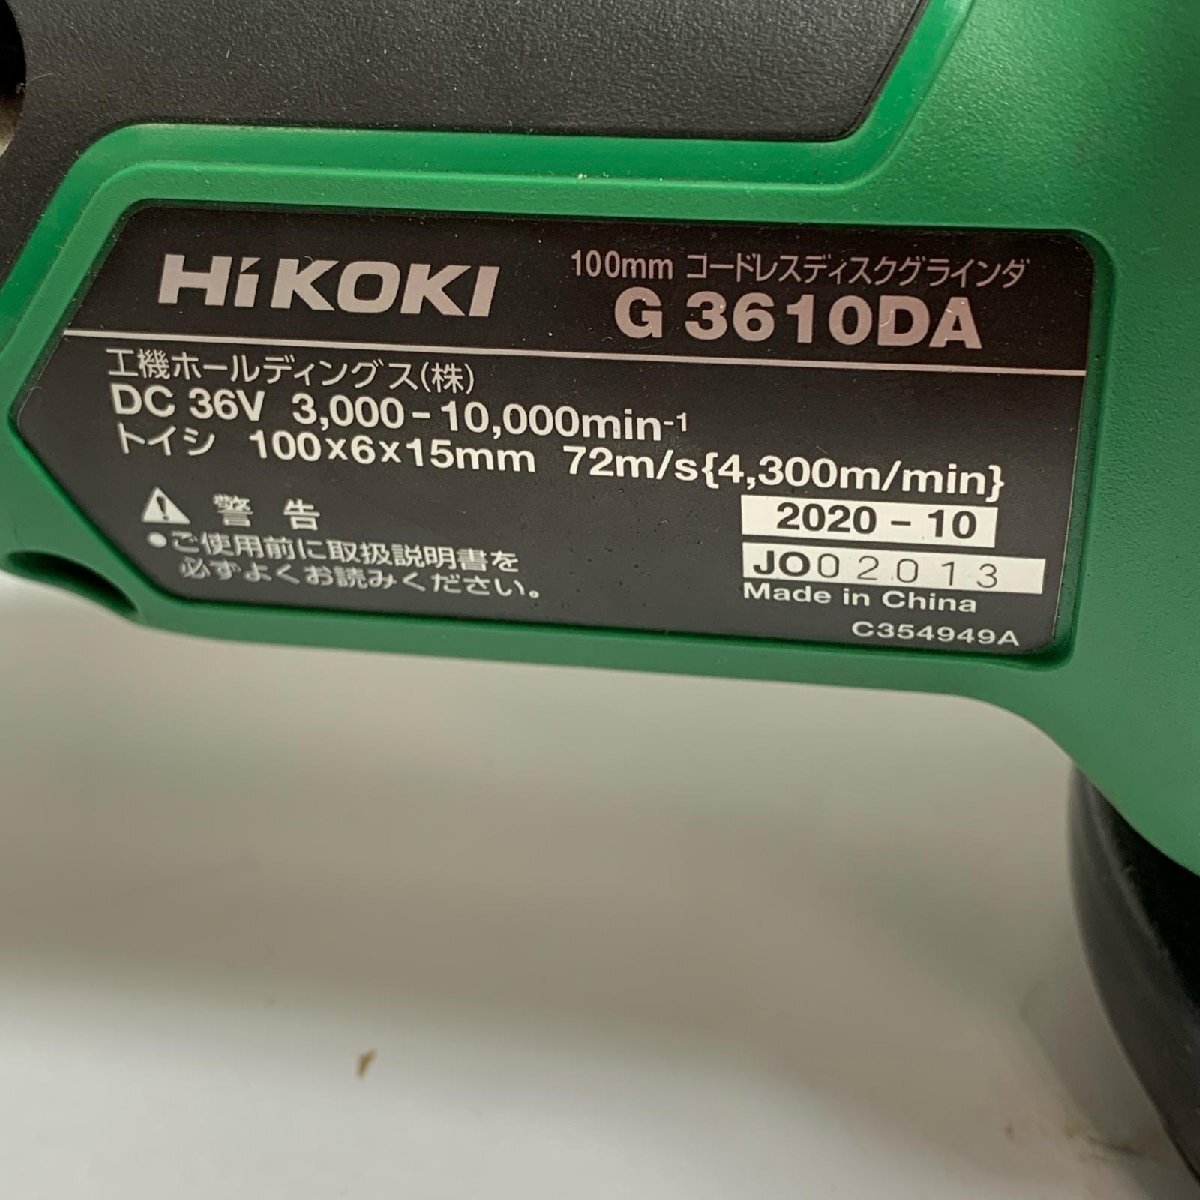 HiKOKI
100mm コードレスディスクグラインダ
G 3610DA
工機ホールディングス(株)
DC 36V 3,000-10,000min-1
トイシ 100×6×15mm 72m/s{4,300m/min}
警告
●ご使用前に取扱説明書を
必ずよくお読みください。
2020-10
JO02013
Made in China
C354949A